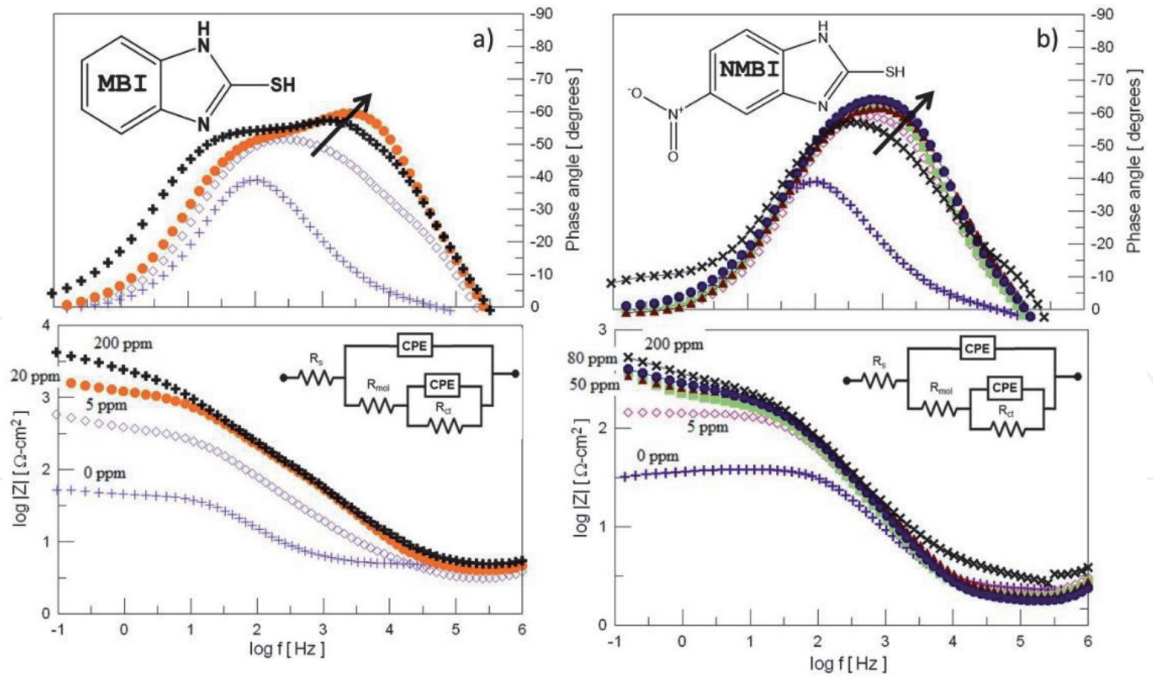 a)
H
N
MBI
SH
N
-90
-80
-70
-60
-50
-40
-30
-20
-10
0
Phase angle [ degrees]
b)
H
N
NMBI
SH
N
-O
N+
O
-90
-80
-70
-60
-50
-40
-30
-20
-10
0
Phase angle [ degrees]
4
3
2
1
0
log |Z| [ Ω-cm²]
200 ppm
20 ppm
5 ppm
0 ppm
Rs
CPE
Rmol
CPE
Rct
-1 0 1 2 3 4 5 6
log f [ Hz]
3
2
1
0
log |Z| [ Ω-cm²]
200 ppm
80 ppm
50 ppm
5 ppm
0 ppm
Rs
CPE
Rmol
CPE
Rct
-1 0 1 2 3 4 5 6
log f [ Hz]